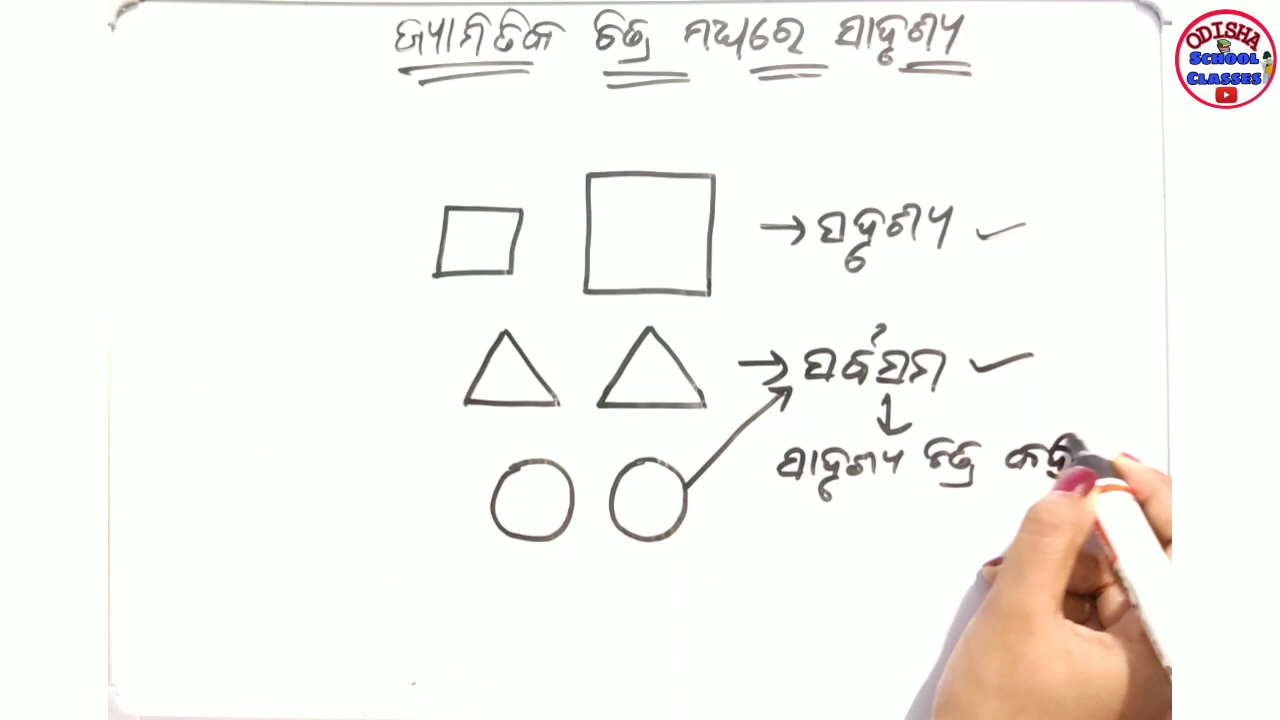 ଜ୍ୟାମିତିକ ଚିତ୍ର ମଧ୍ୟରେ ସାଦୃଶ୍ୟ
ODISHA
SCHOOL
CLASSES
→ ସଦୃଶ୍ୟ ✓
→ ସର୍ବସମ ✓
ସାଦୃଶ୍ୟ ଚିତ୍ର